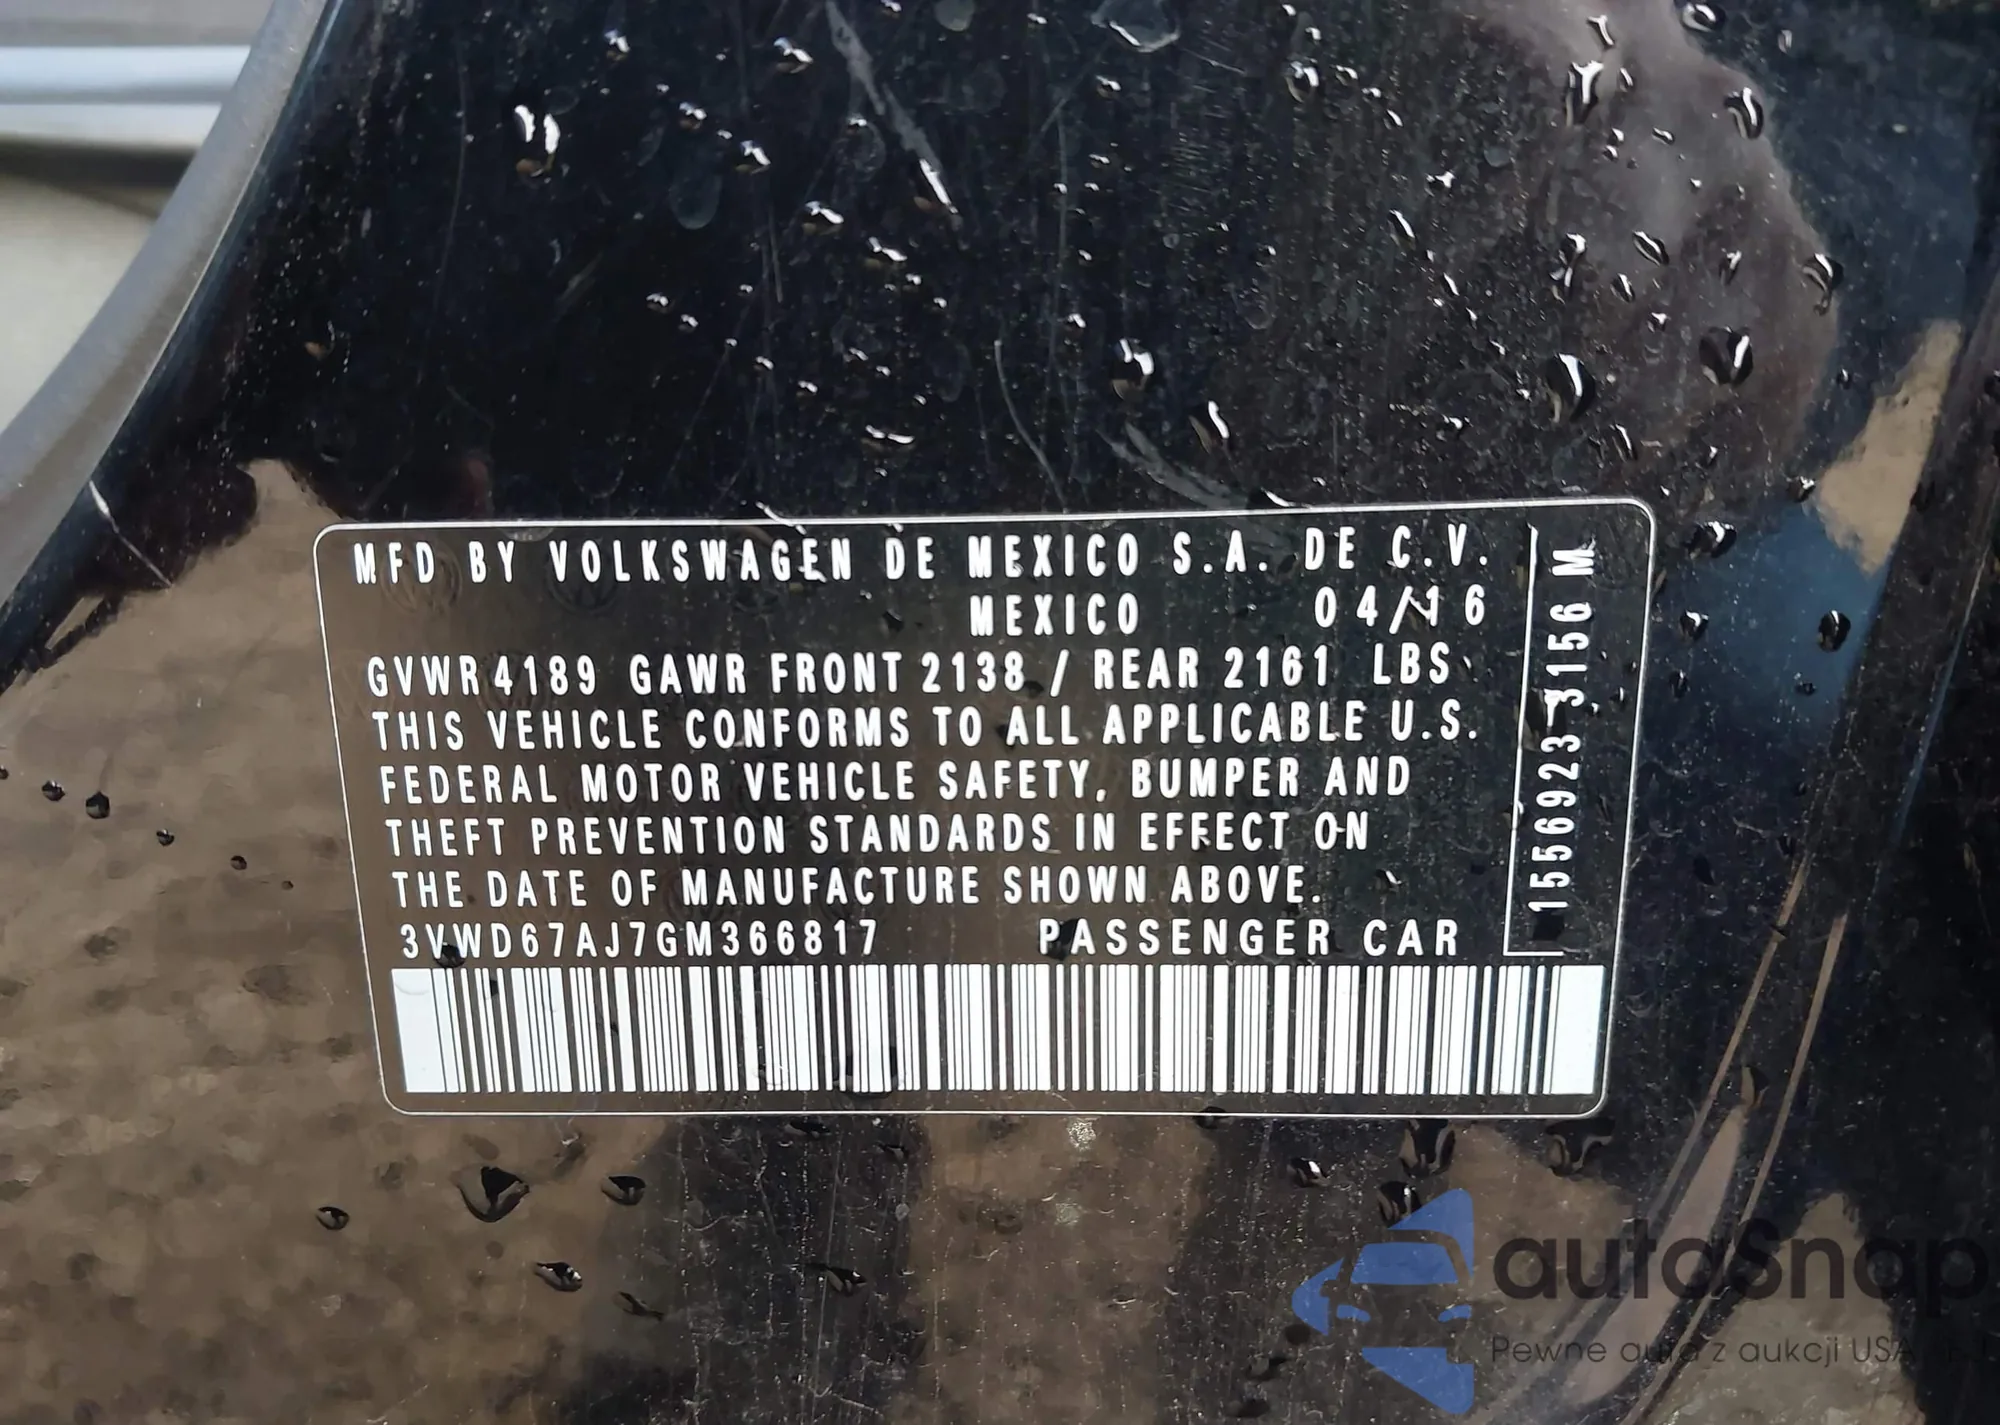 MFD BY VOLKSWAGEN DE MEXICO S.A. DE C.V.
MEXICO 04/16
GVWR 4189 GAWR FRONT 2138 / REAR 2161 LBS
THIS VEHICLE CONFORMS TO ALL APPLICABLE U.S.
FEDERAL MOTOR VEHICLE SAFETY, BUMPER AND
THEFT PREVENTION STANDARDS IN EFFECT ON
THE DATE OF MANUFACTURE SHOWN ABOVE.
3VWD67AJ7GM366817 PASSENGER CAR
1556923-3156 M
autoSnap
Pewne auta z aukcji USA